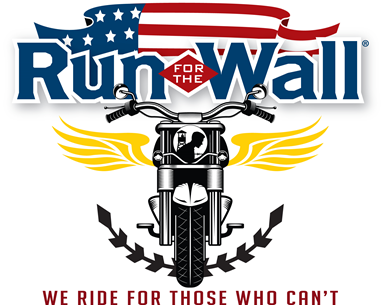 Run FOR THE Wall®
WE RIDE FOR THOSE WHO CAN'T